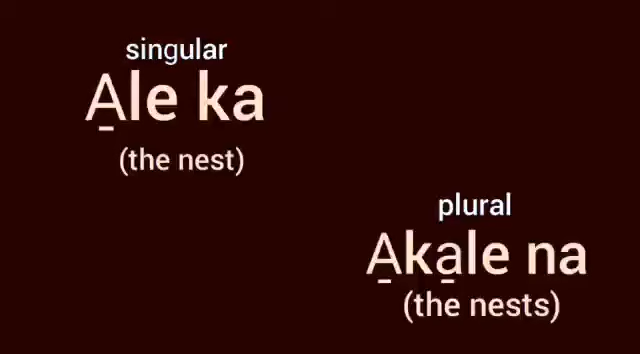 singular
A̱le ka
(the nest)
plural
A̱ka̱le na
(the nests)